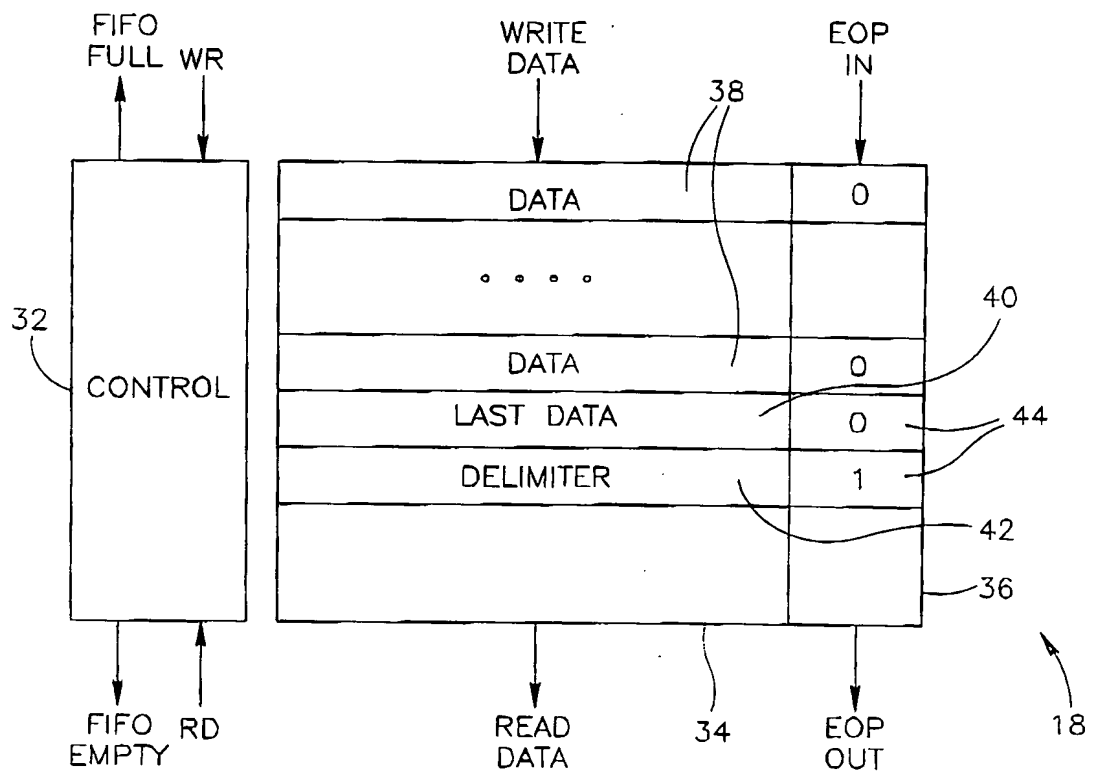 FIFO
FULL
WR
WRITE
DATA
EOP
IN
38
DATA
0
40
32
CONTROL
DATA
0
LAST DATA
0
44
DELIMITER
1
42
36
FIFO
EMPTY
RD
READ
DATA
34
EOP
OUT
18